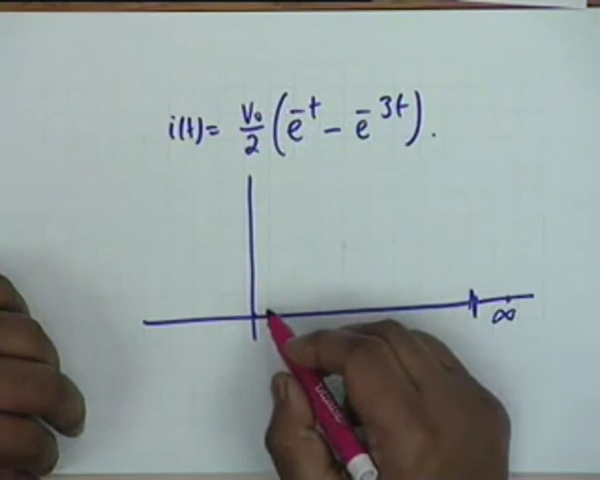 i(t) = V₀/2 (e^-t - e^-3t).
∞